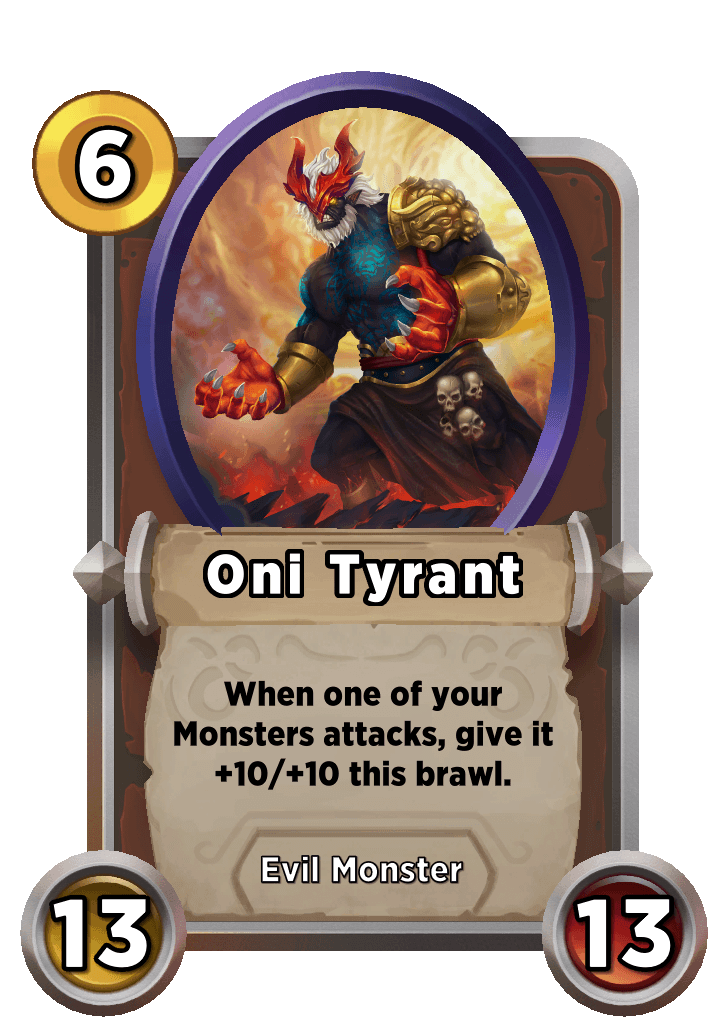 6
Oni Tyrant
When one of your
Monsters attacks, give it
+10/+10 this brawl.
Evil Monster
13
13